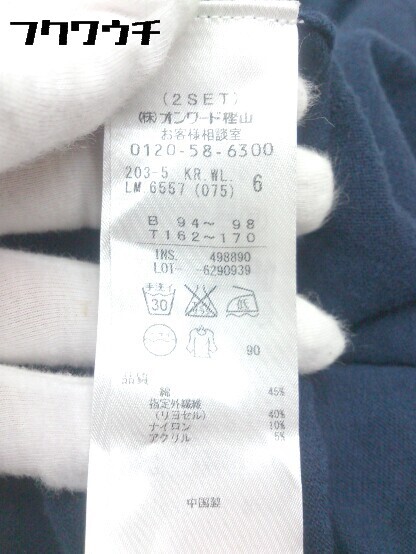 フクワウチ
(2SET)
㈱オンワード樫山
お客様相談室
0120-58-6300
203-5 KR.WL.
LM 6557 (075) 6
B 94～ 98
T 162～170
INS. 498890
LOT- -6290939
30
90
品質
綿 45%
指定外繊維
(リヨセル) 40%
ナイロン 10%
アクリル 5%
中国製